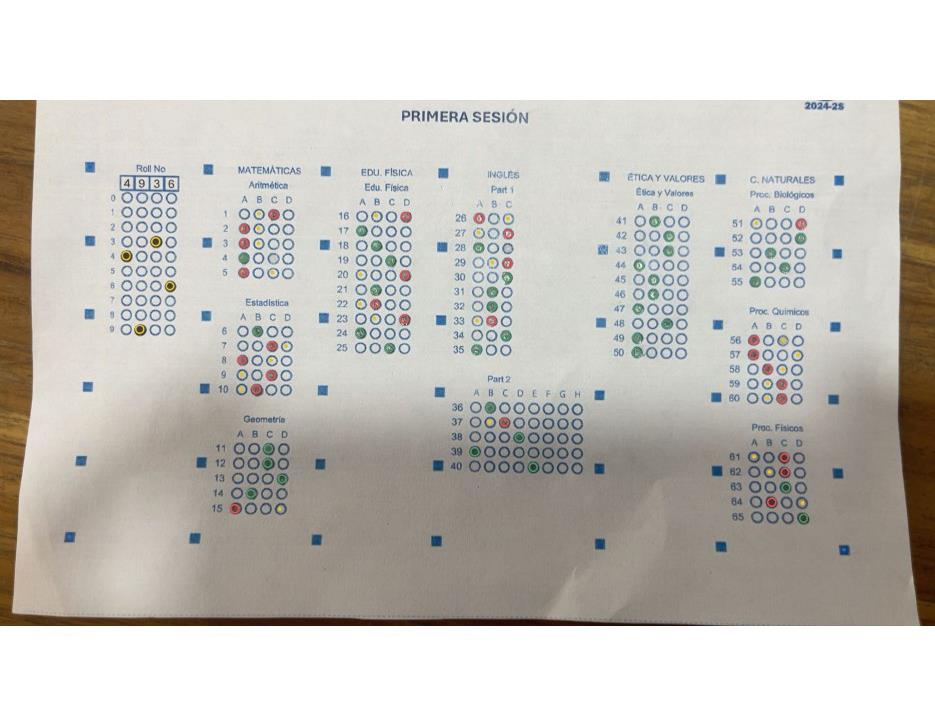 2024-2S
PRIMERA SESIÓN
Roll No
4 9 3 6
0
1
2
3
4
5
6
7
8
9
MATEMÁTICAS
Aritmética
A B C D
1
2
3
4
5
Estadística
A B C D
6
7
8
9
10
Geometría
A B C D
11
12
13
14
15
EDU. FÍSICA
Edu. Física
A B C D
16
17
18
19
20
21
22
23
24
25
INGLÉS
Part 1
A B C
26
27
28
29
30
31
32
33
34
35
Part 2
A B C D E F G H
36
37
38
39
40
ÉTICA Y VALORES
Ética y Valores
A B C D
41
42
43
44
45
46
47
48
49
50
C. NATURALES
Proc. Biológicos
A B C D
51
52
53
54
55
Proc. Químicos
A B C D
56
57
58
59
60
Proc. Físicos
A B C D
61
62
63
64
65